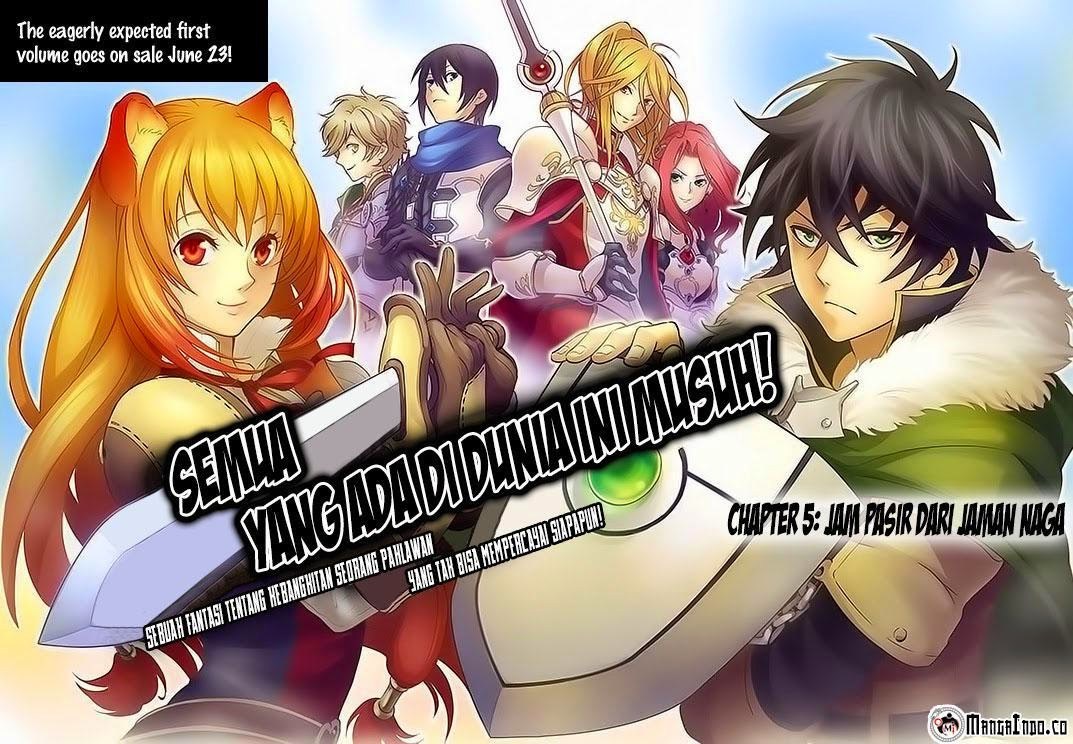 The eagerly expected first
volume goes on sale June 23!
SEMUA
YANG ADA DI DUNIA INI MUSUH!
SEBUAH FANTASI TENTANG KEBANGKITAN SEORANG PAHLAWAN
YANG TAK BISA MEMPERCAYAI SIAPAPUN!
CHAPTER 5: JAM PASIR DARI JAMAN NAGA
MANGAINDO.CO